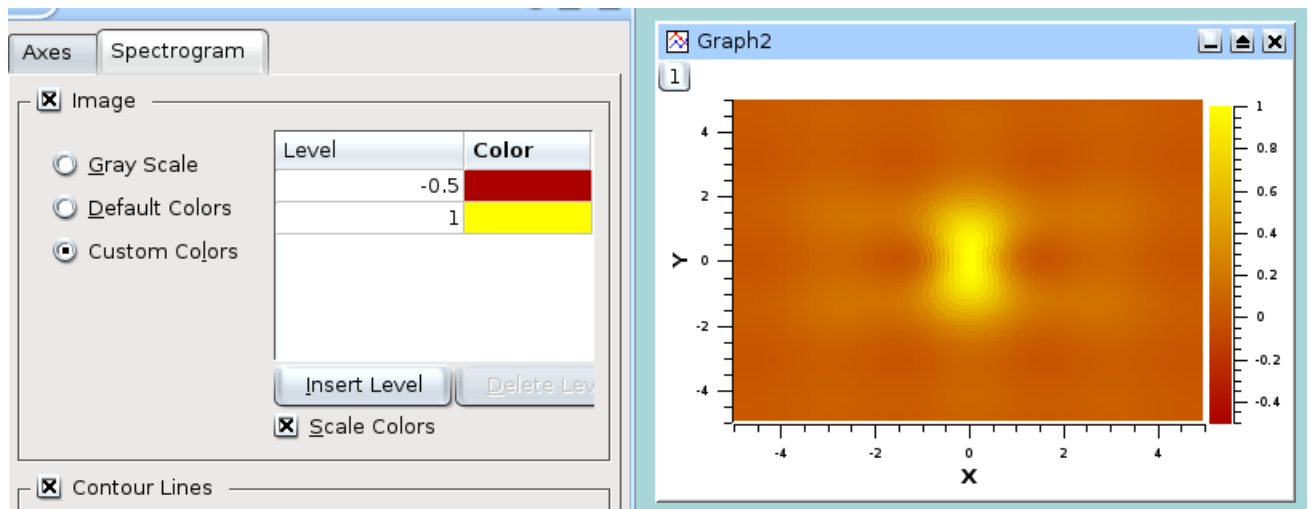 Axes Spectrogram
Image
Gray Scale
Default Colors
Custom Colors
Level Color
-0.5
1
Insert Level Delete Lev
Scale Colors
Contour Lines
Graph2
1
4
2
0
-2
-4
Y
-4 -2 0 2 4
X
1
0.8
0.6
0.4
0.2
0
-0.2
-0.4